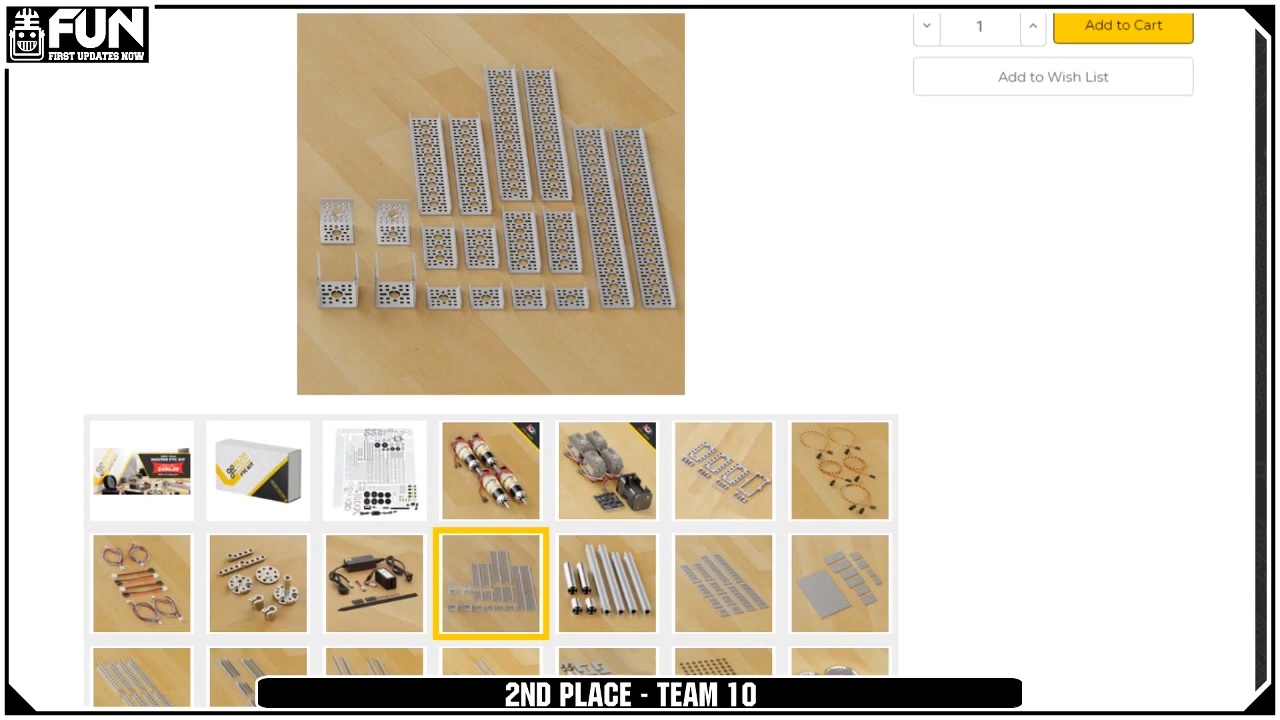 FUN
FIRST UPDATES NOW
1
Add to Cart
Add to Wish List
2ND PLACE - TEAM 10